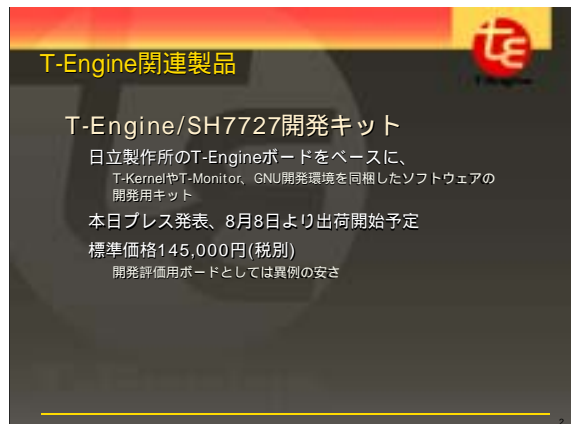 te
T-Engine
T-Engine関連製品
T-Engine/SH7727開発キット
日立製作所のT-Engineボードをベースに、
T-KernelやT-Monitor、GNU開発環境を同梱したソフトウェアの
開発用キット
本日プレス発表、8月8日より出荷開始予定
標準価格145,000円(税別)
開発評価用ボードとしては異例の安さ
2